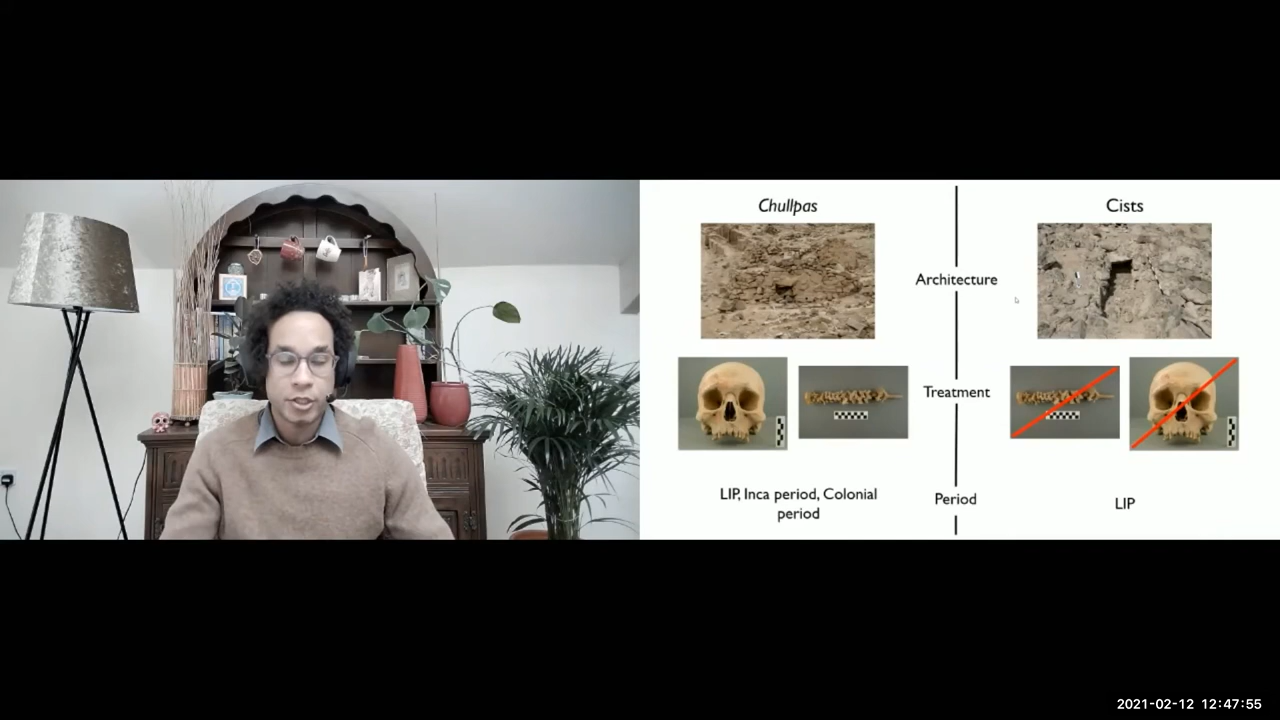 Chullpas
Cists
Architecture
Treatment
LIP, Inca period, Colonial
period
Period
LIP
2021-02-12 12:47:55